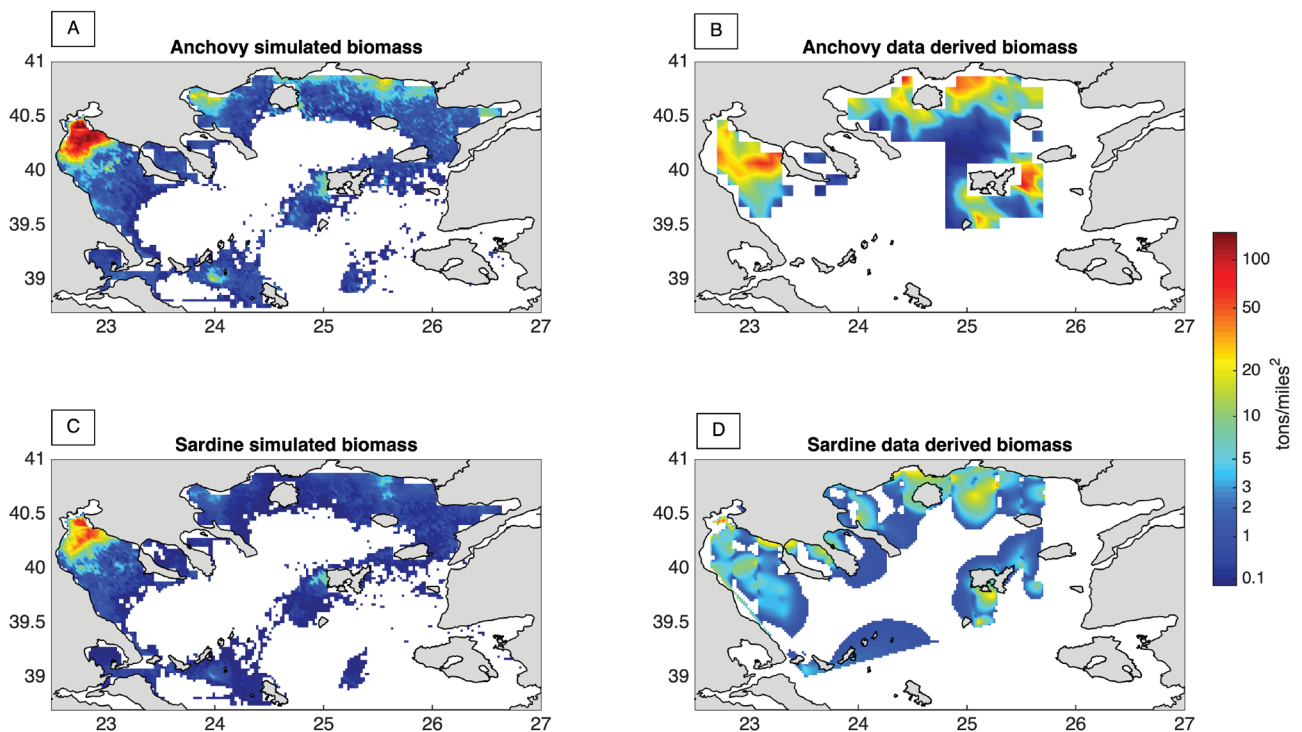 A
Anchovy simulated biomass
41
40.5
40
39.5
39
23 24 25 26 27
B
Anchovy data derived biomass
41
40.5
40
39.5
39
23 24 25 26 27
C
Sardine simulated biomass
41
40.5
40
39.5
39
23 24 25 26 27
D
Sardine data derived biomass
41
40.5
40
39.5
39
23 24 25 26 27
100
50
20
10
5
3
2
1
0.1
tons/miles²